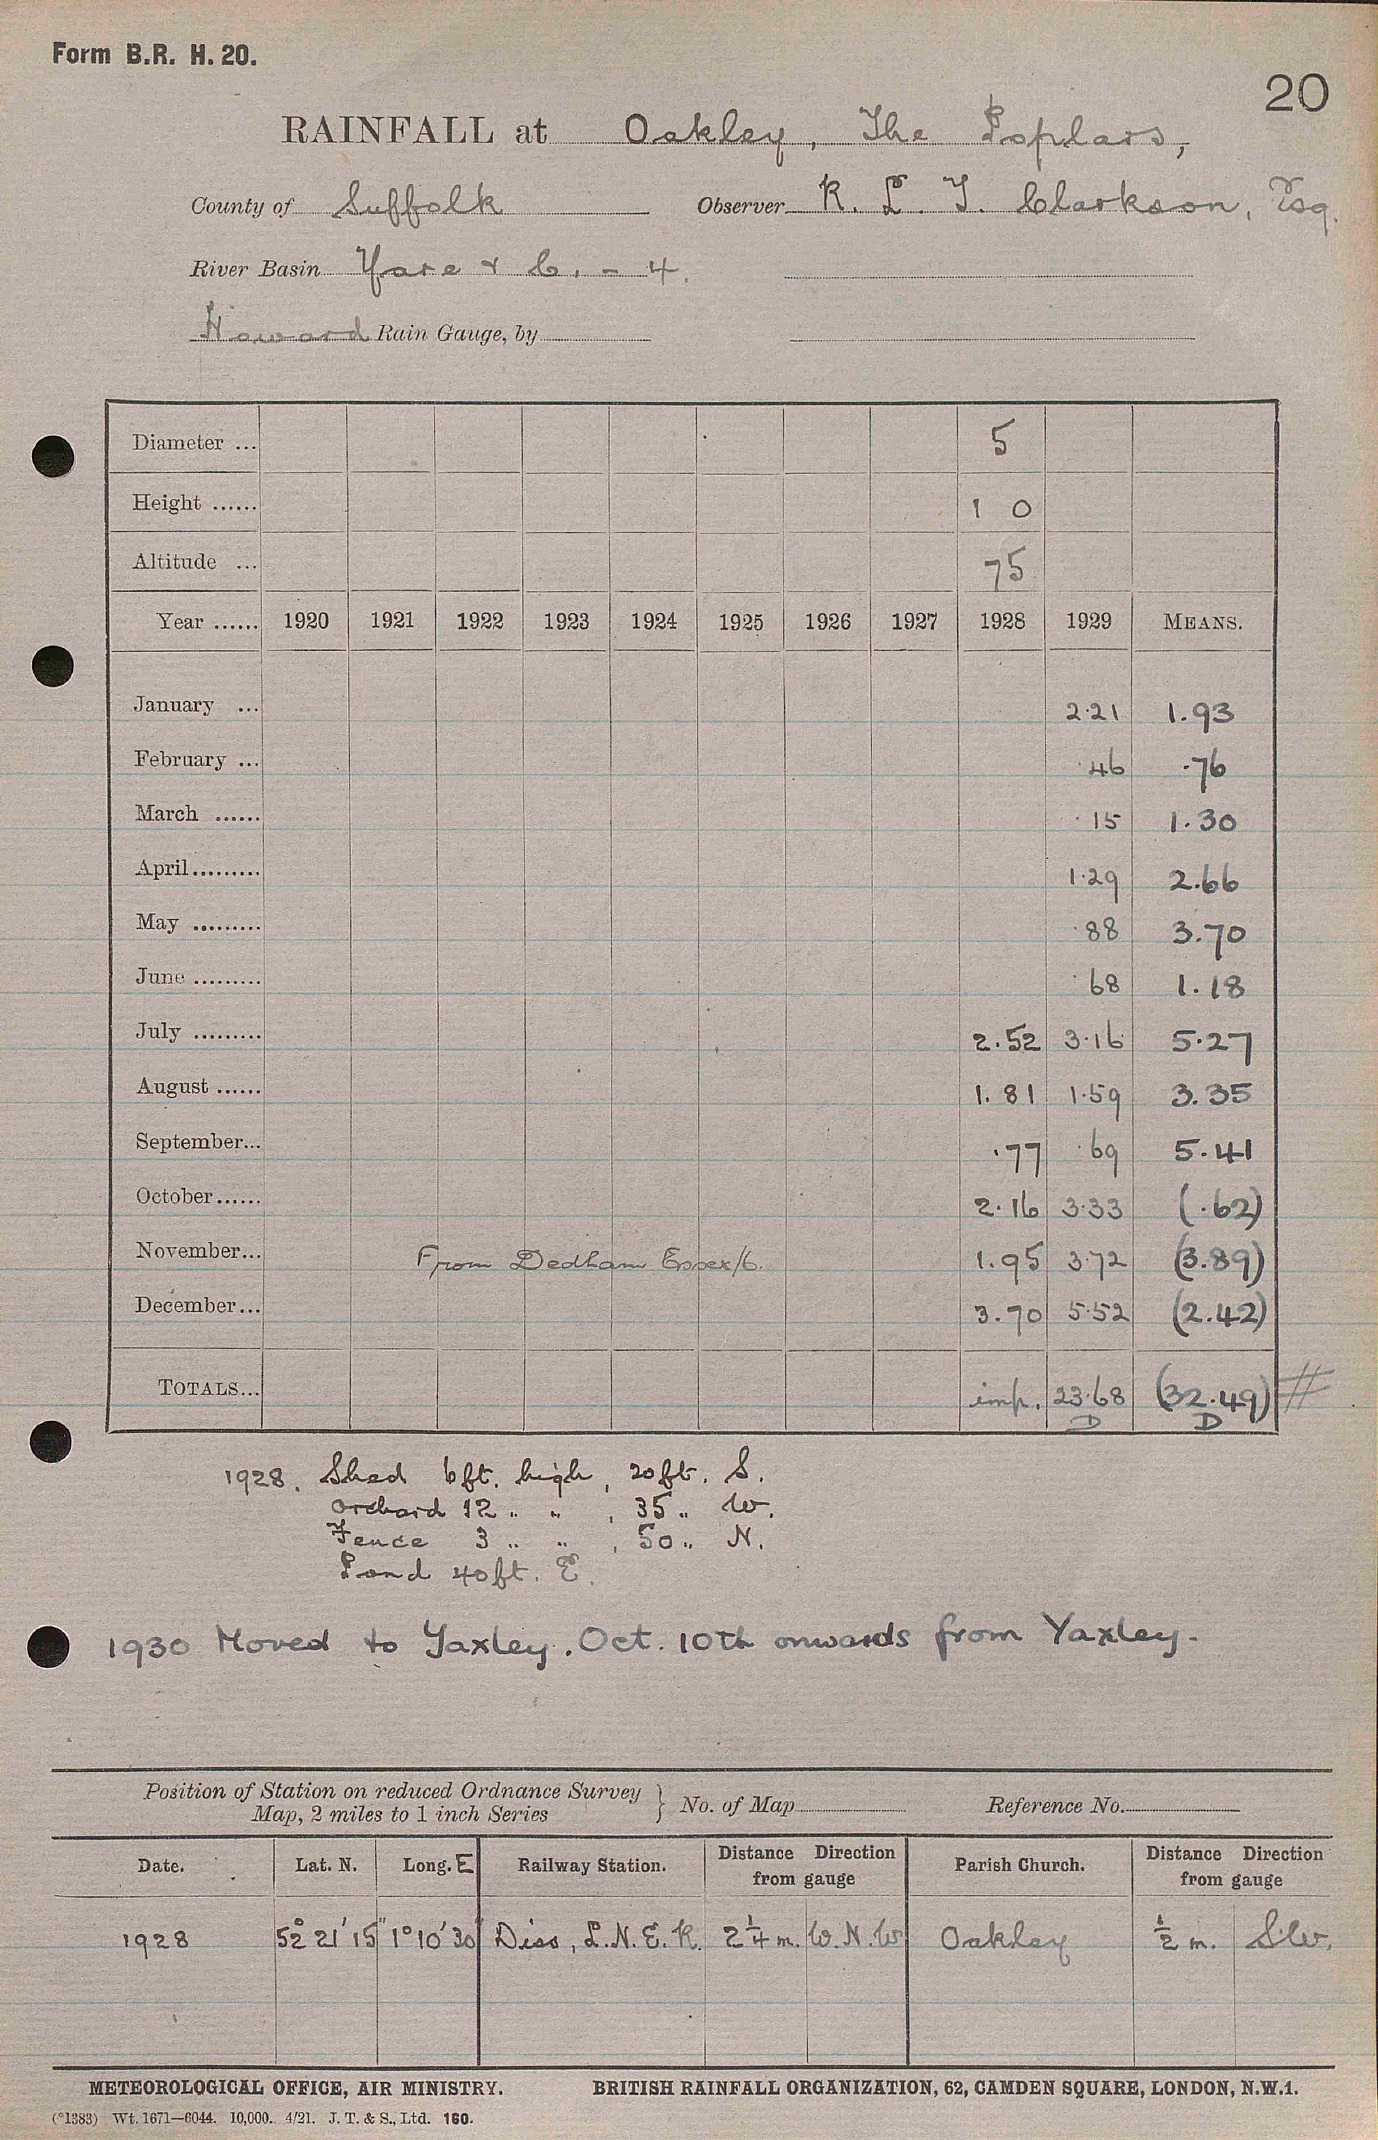 Form B.R. H. 20.
20
RAINFALL at Oakley, The Poplars,
County of Suffolk Observer R. L. T. Clarkson, Esq.
River Basin Yare & C. - 4.
Howard Rain Gauge, by
Diameter ... 5
Height ...... 1 0
Altitude ... 75
Year ...... 1920 1921 1922 1923 1924 1925 1926 1927 1928 1929 MEANS.
January ... 2.21 1.93
February ... .46 .76
March ...... .15 1.30
April......... 1.29 2.66
May ......... .88 3.70
June ......... .68 1.18
July ......... 2.52 3.16 5.27
August ...... 1.81 1.59 3.35
September... .77 .69 5.41
October...... 2.16 3.33 (.62)
November... From Dedham Essex/6. 1.95 3.72 (3.89)
December... 3.70 5.52 (2.42)
TOTALS... imp. 23.68 (32.49) #
D D
1928. Shed 6ft. high, 20ft. S.
Orchard 12 " " , 35 " W.
Fence 3 " " , 50 " N.
Pond 40ft. E.
1930 Moved to Yaxley. Oct. 10th onwards from Yaxley.
Position of Station on reduced Ordnance Survey
Map, 2 miles to 1 inch Series } No. of Map Reference No.
Date. Lat. N. Long. E Railway Station. Distance Direction from gauge Parish Church. Distance Direction from gauge
1928 52° 21' 15" 1° 10' 30" Diss, L.N.E.R. 2 1/4 m. W.N.W Oakley 1/2 m. S.W.
METEOROLOGICAL OFFICE, AIR MINISTRY. BRITISH RAINFALL ORGANIZATION, 62, CAMDEN SQUARE, LONDON, N.W.1.
(*1383) Wt. 1671—6044. 10,000. 4/21. J. T. & S., Ltd. 160.